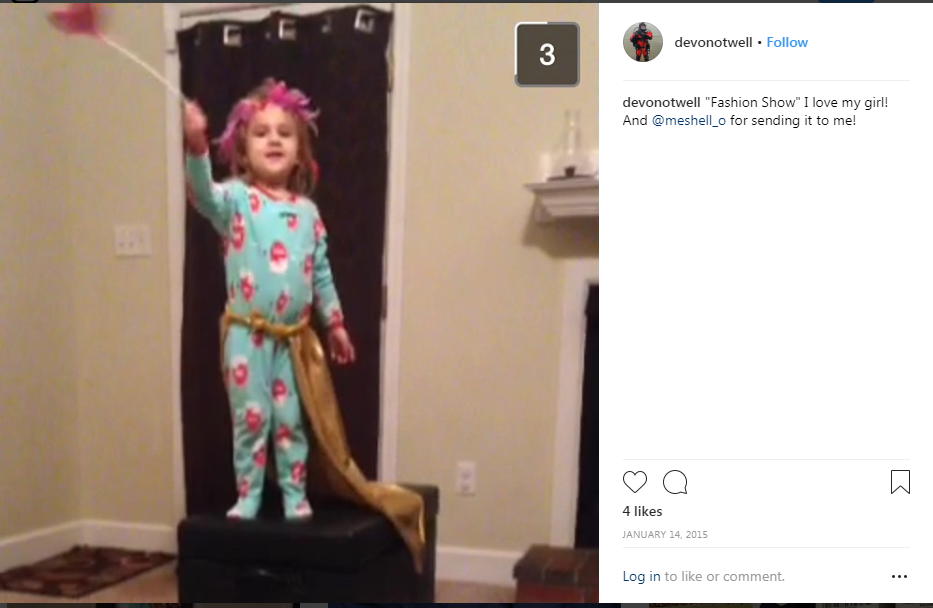 3
devonotwell • Follow
devonotwell "Fashion Show" I love my girl!
And @meshell_o for sending it to me!
4 likes
JANUARY 14, 2015
Log in to like or comment.